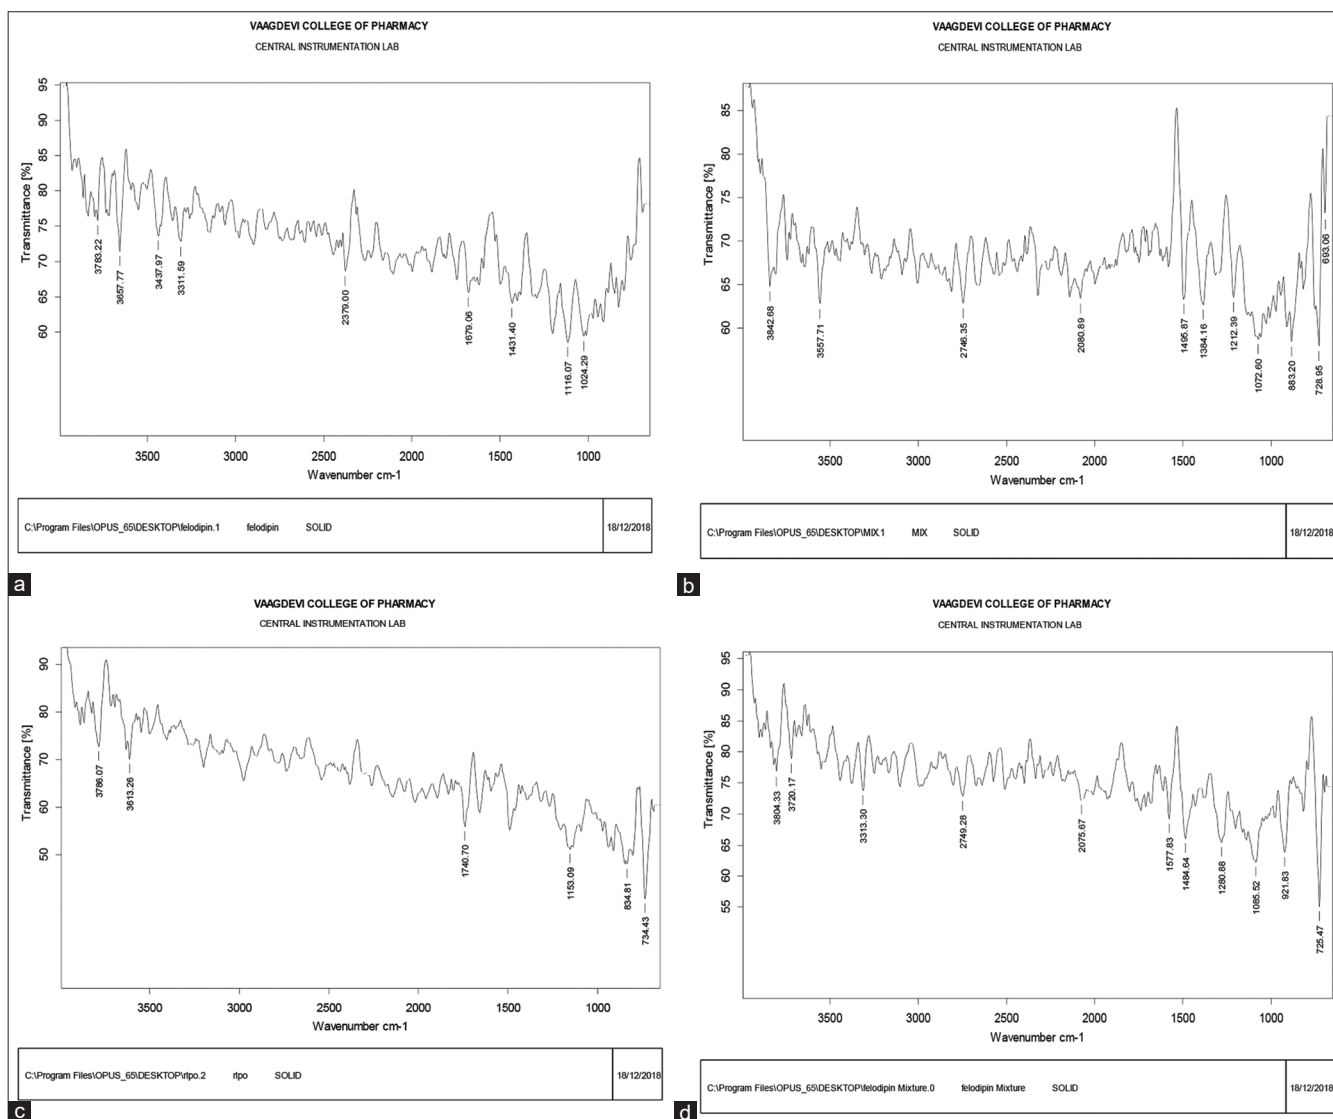 VAAGDEVI COLLEGE OF PHARMACY
CENTRAL INSTRUMENTATION LAB
Transmittance [%]
95
90
85
80
75
70
65
60
3783.22
3657.77
3437.97
3311.59
2379.00
1679.06
1431.40
1116.07
1024.29
3500 3000 2500 2000 1500 1000
Wavenumber cm-1
C:\Program Files\OPUS_65\DESKTOP\felodipin.1 felodipin SOLID 18/12/2018
a
VAAGDEVI COLLEGE OF PHARMACY
CENTRAL INSTRUMENTATION LAB
Transmittance [%]
85
80
75
70
65
60
3842.68
3557.71
2746.35
2080.89
1495.87
1384.16
1212.39
1072.60
883.20
728.95
693.06
3500 3000 2500 2000 1500 1000
Wavenumber cm-1
C:\Program Files\OPUS_65\DESKTOP\MIX.1 MIX SOLID 18/12/2018
b
VAAGDEVI COLLEGE OF PHARMACY
CENTRAL INSTRUMENTATION LAB
Transmittance [%]
90
80
70
60
50
3786.07
3613.26
1740.70
1153.09
834.81
734.43
3500 3000 2500 2000 1500 1000
Wavenumber cm-1
C:\Program Files\OPUS_65\DESKTOP\rlpo.2 rlpo SOLID 18/12/2018
c
VAAGDEVI COLLEGE OF PHARMACY
CENTRAL INSTRUMENTATION LAB
Transmittance [%]
95
90
85
80
75
70
65
60
55
3804.33
3720.17
3313.30
2749.28
2075.67
1577.83
1484.64
1280.88
1085.52
921.83
725.47
3500 3000 2500 2000 1500 1000
Wavenumber cm-1
C:\Program Files\OPUS_65\DESKTOP\felodipin Mixture.0 felodipin Mixture SOLID 18/12/2018
d